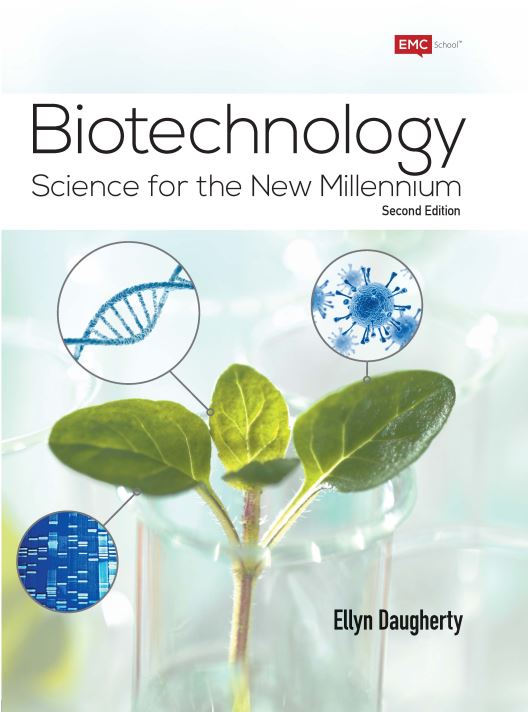 EMC School™
Biotechnology
Science for the New Millennium
Second Edition
Ellyn Daugherty